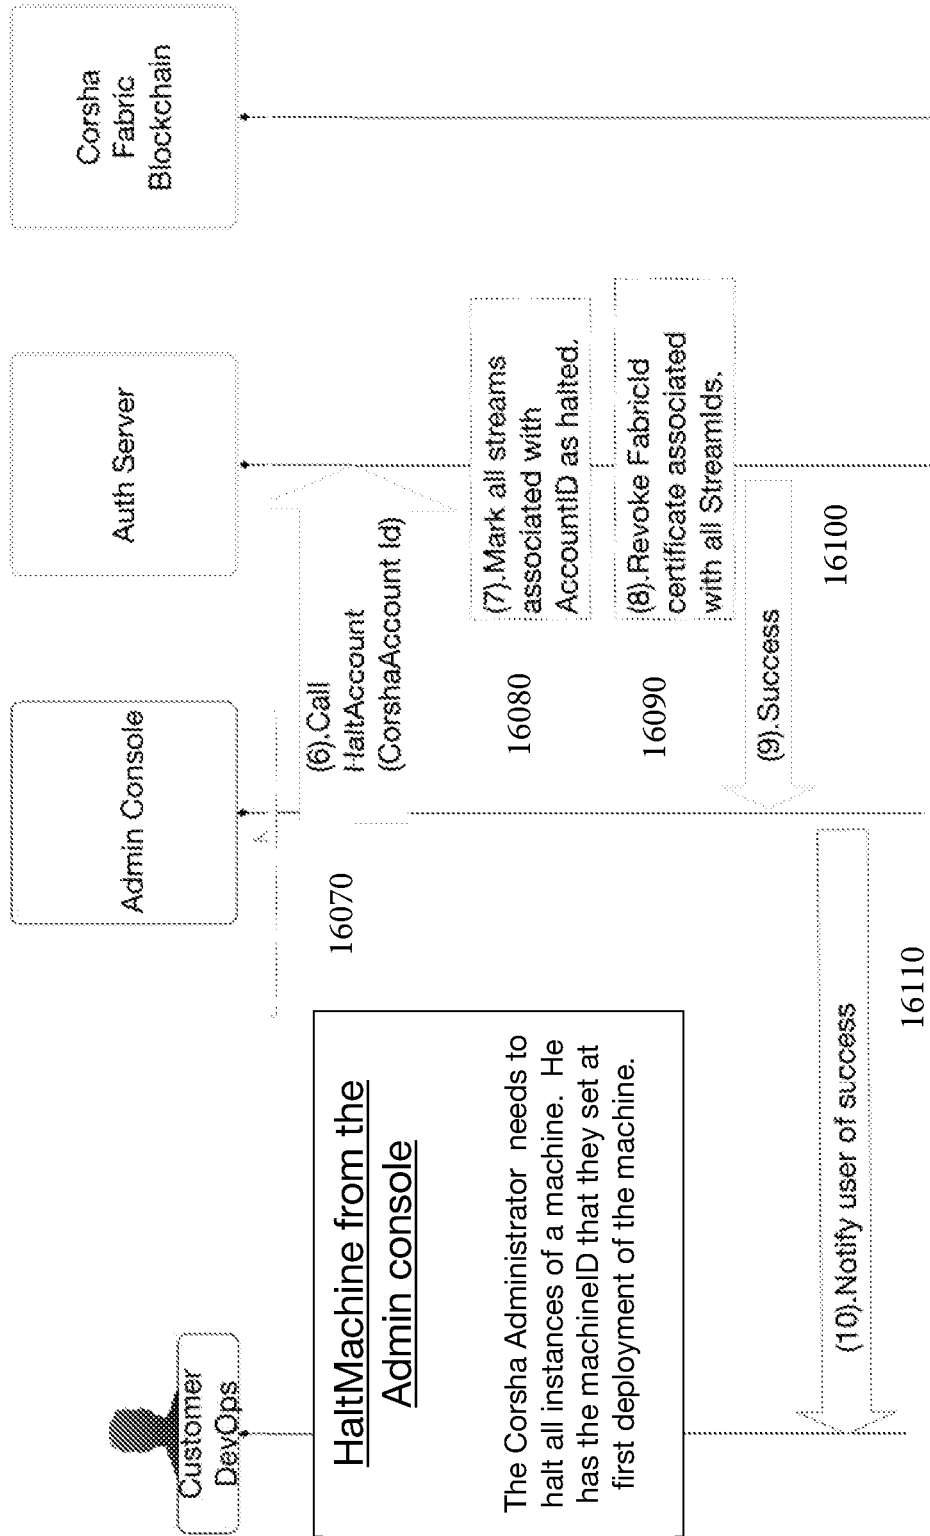 Customer
DevOps
Admin Console
Auth Server
Corsha
Fabric
Blockchain
HaltMachine from the
Admin console
The Corsha Administrator needs to
halt all instances of a machine. He
has the machineID that they set at
first deployment of the machine.
16070
(6).Call
HaltAccount
(CorshaAccount Id)
(7).Mark all streams
associated with
AccountID as halted.
16080
(8).Revoke FabricId
certificate associated
with all StreamIds.
16090
(9).Success
16100
(10).Notify user of success
16110